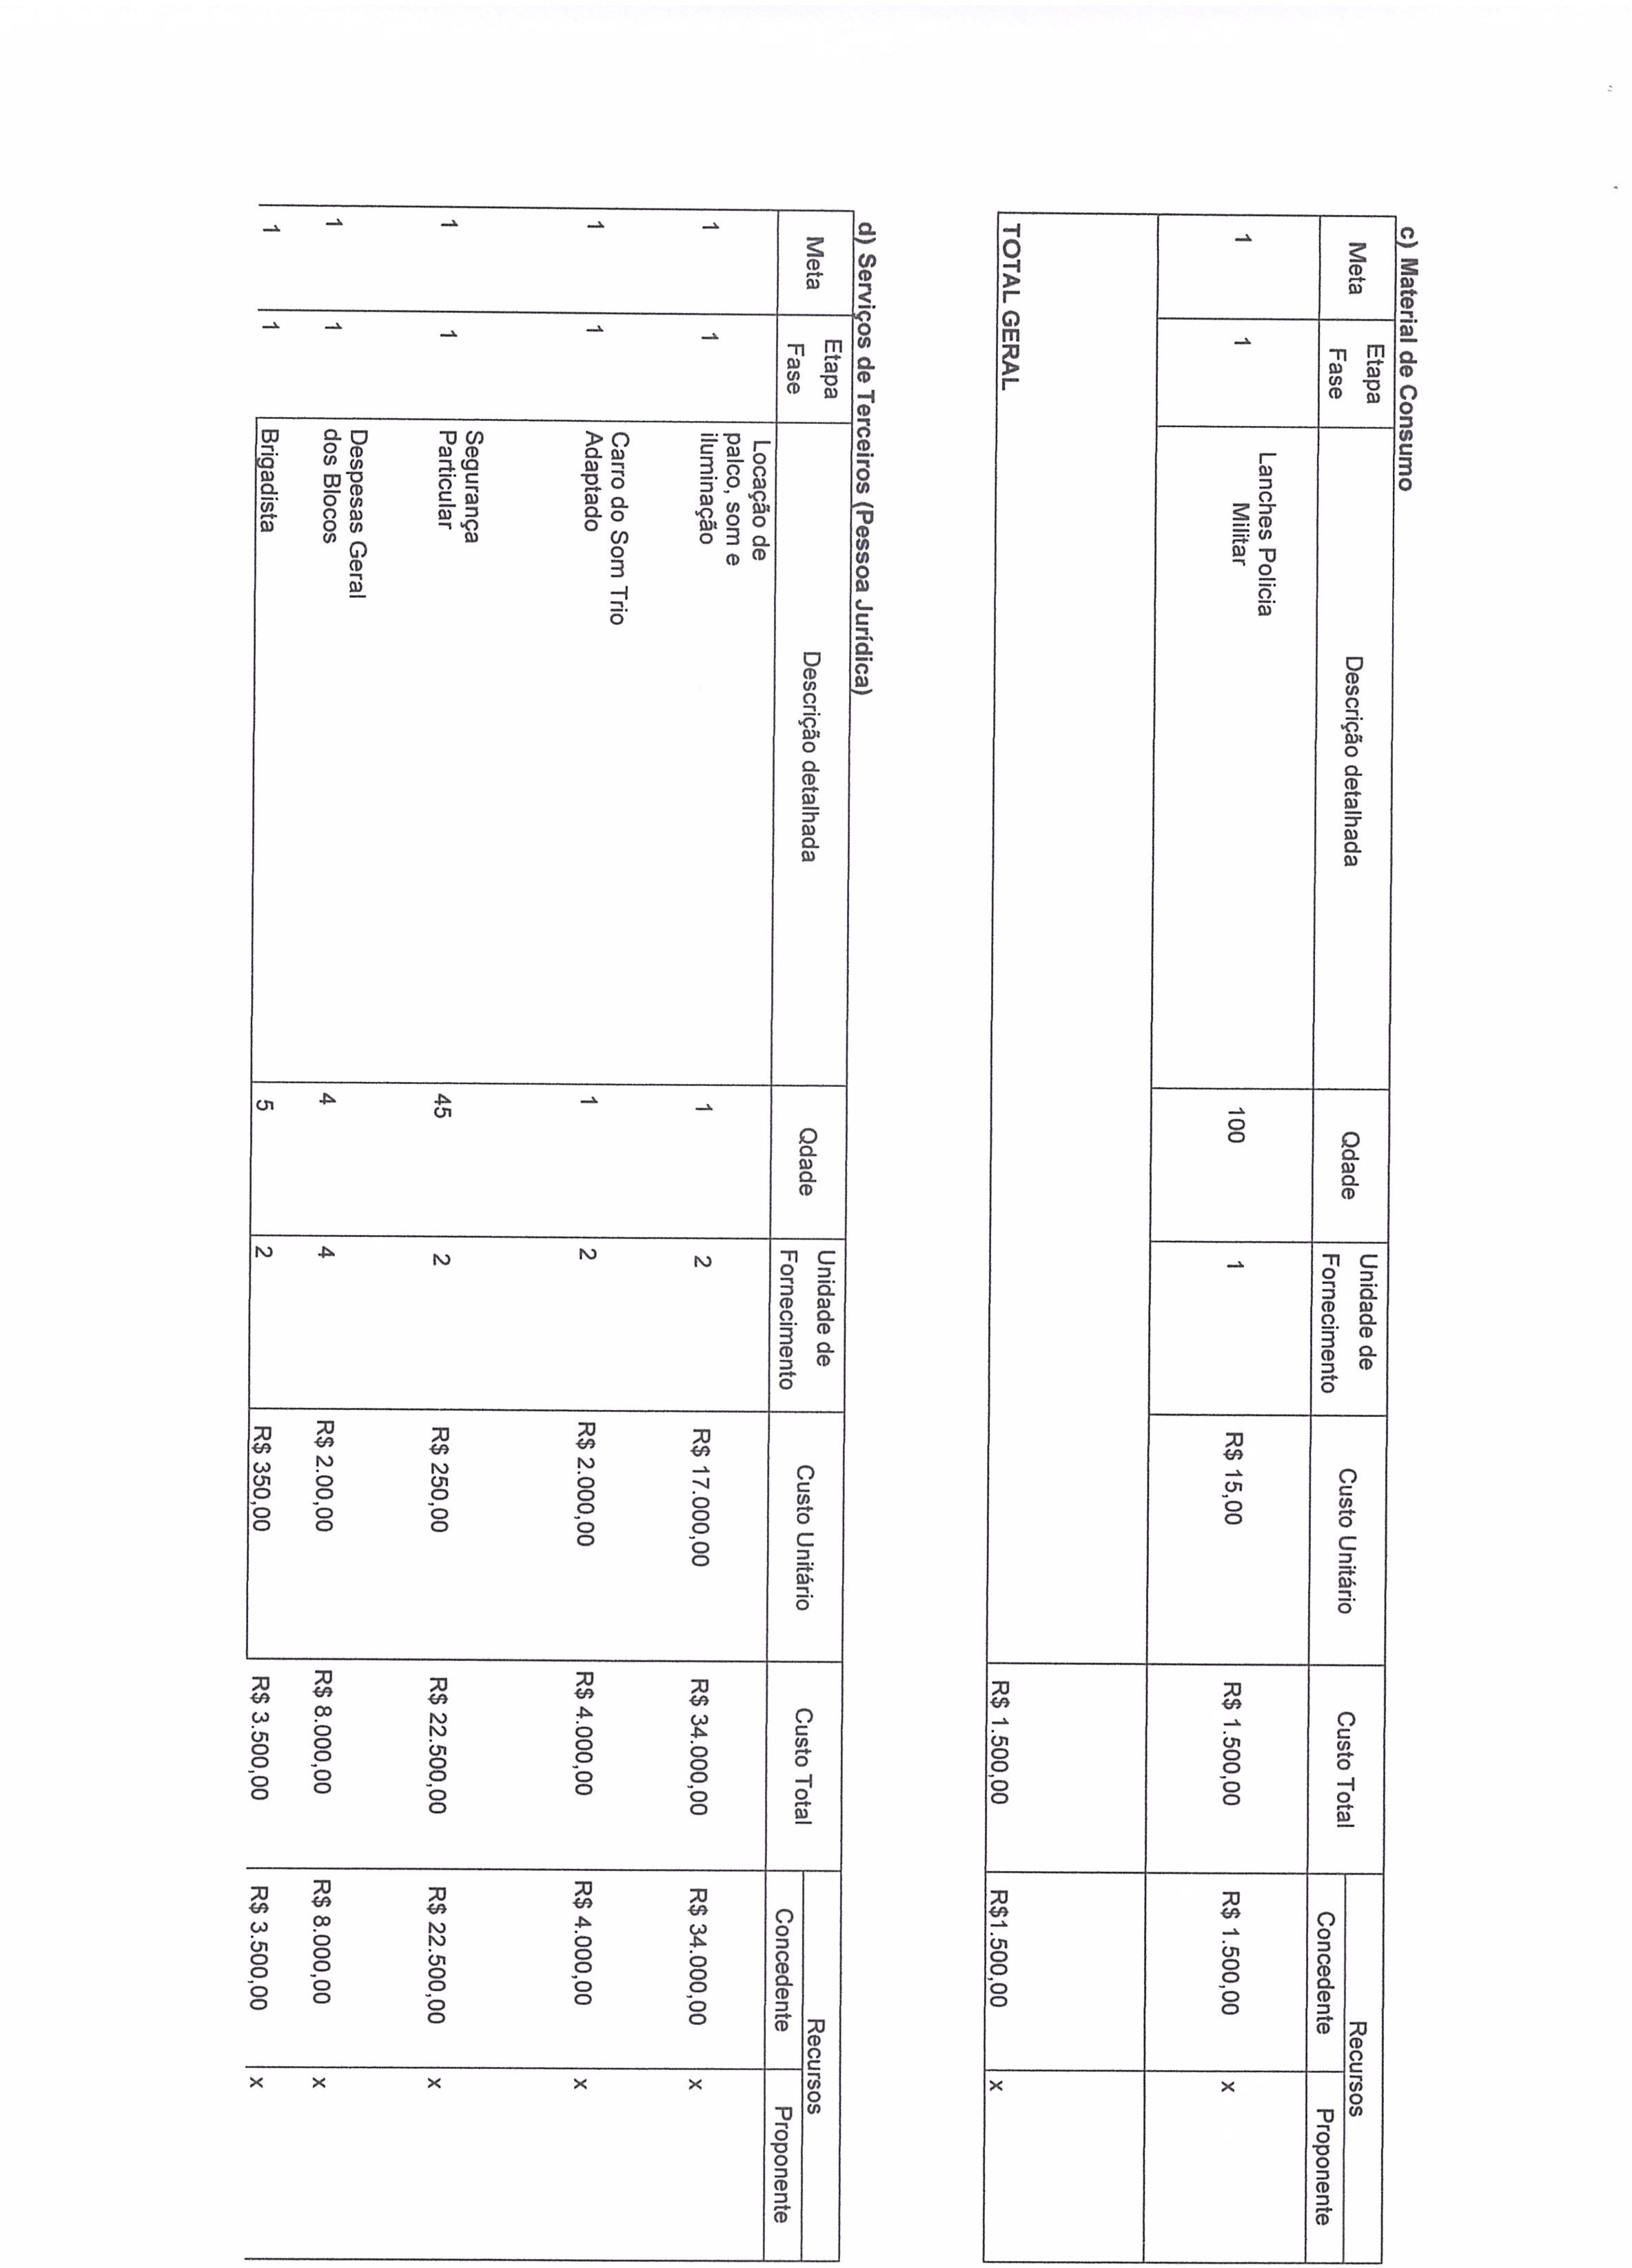 c) Material de Consumo
Meta Etapa Fase Descrição detalhada Qdade Unidade de Fornecimento Custo Unitário Custo Total Recursos
Concedente Proponente
1 1 Lanches Policia Militar 100 1 R$ 15,00 R$ 1.500,00 R$ 1.500,00 x
TOTAL GERAL R$ 1.500,00 R$1.500,00 x
d) Serviços de Terceiros (Pessoa Jurídica)
Meta Etapa Fase Descrição detalhada Qdade Unidade de Fornecimento Custo Unitário Custo Total Recursos
Concedente Proponente
1 1 Locação de palco, som e iluminação 1 2 R$ 17.000,00 R$ 34.000,00 R$ 34.000,00 x
1 1 Carro do Som Trio Adaptado 1 2 R$ 2.000,00 R$ 4.000,00 R$ 4.000,00 x
1 1 Segurança Particular 45 2 R$ 250,00 R$ 22.500,00 R$ 22.500,00 x
1 1 Despesas Geral dos Blocos 4 4 R$ 2.00,00 R$ 8.000,00 R$ 8.000,00 x
1 1 Brigadista 5 2 R$ 350,00 R$ 3.500,00 R$ 3.500,00 x